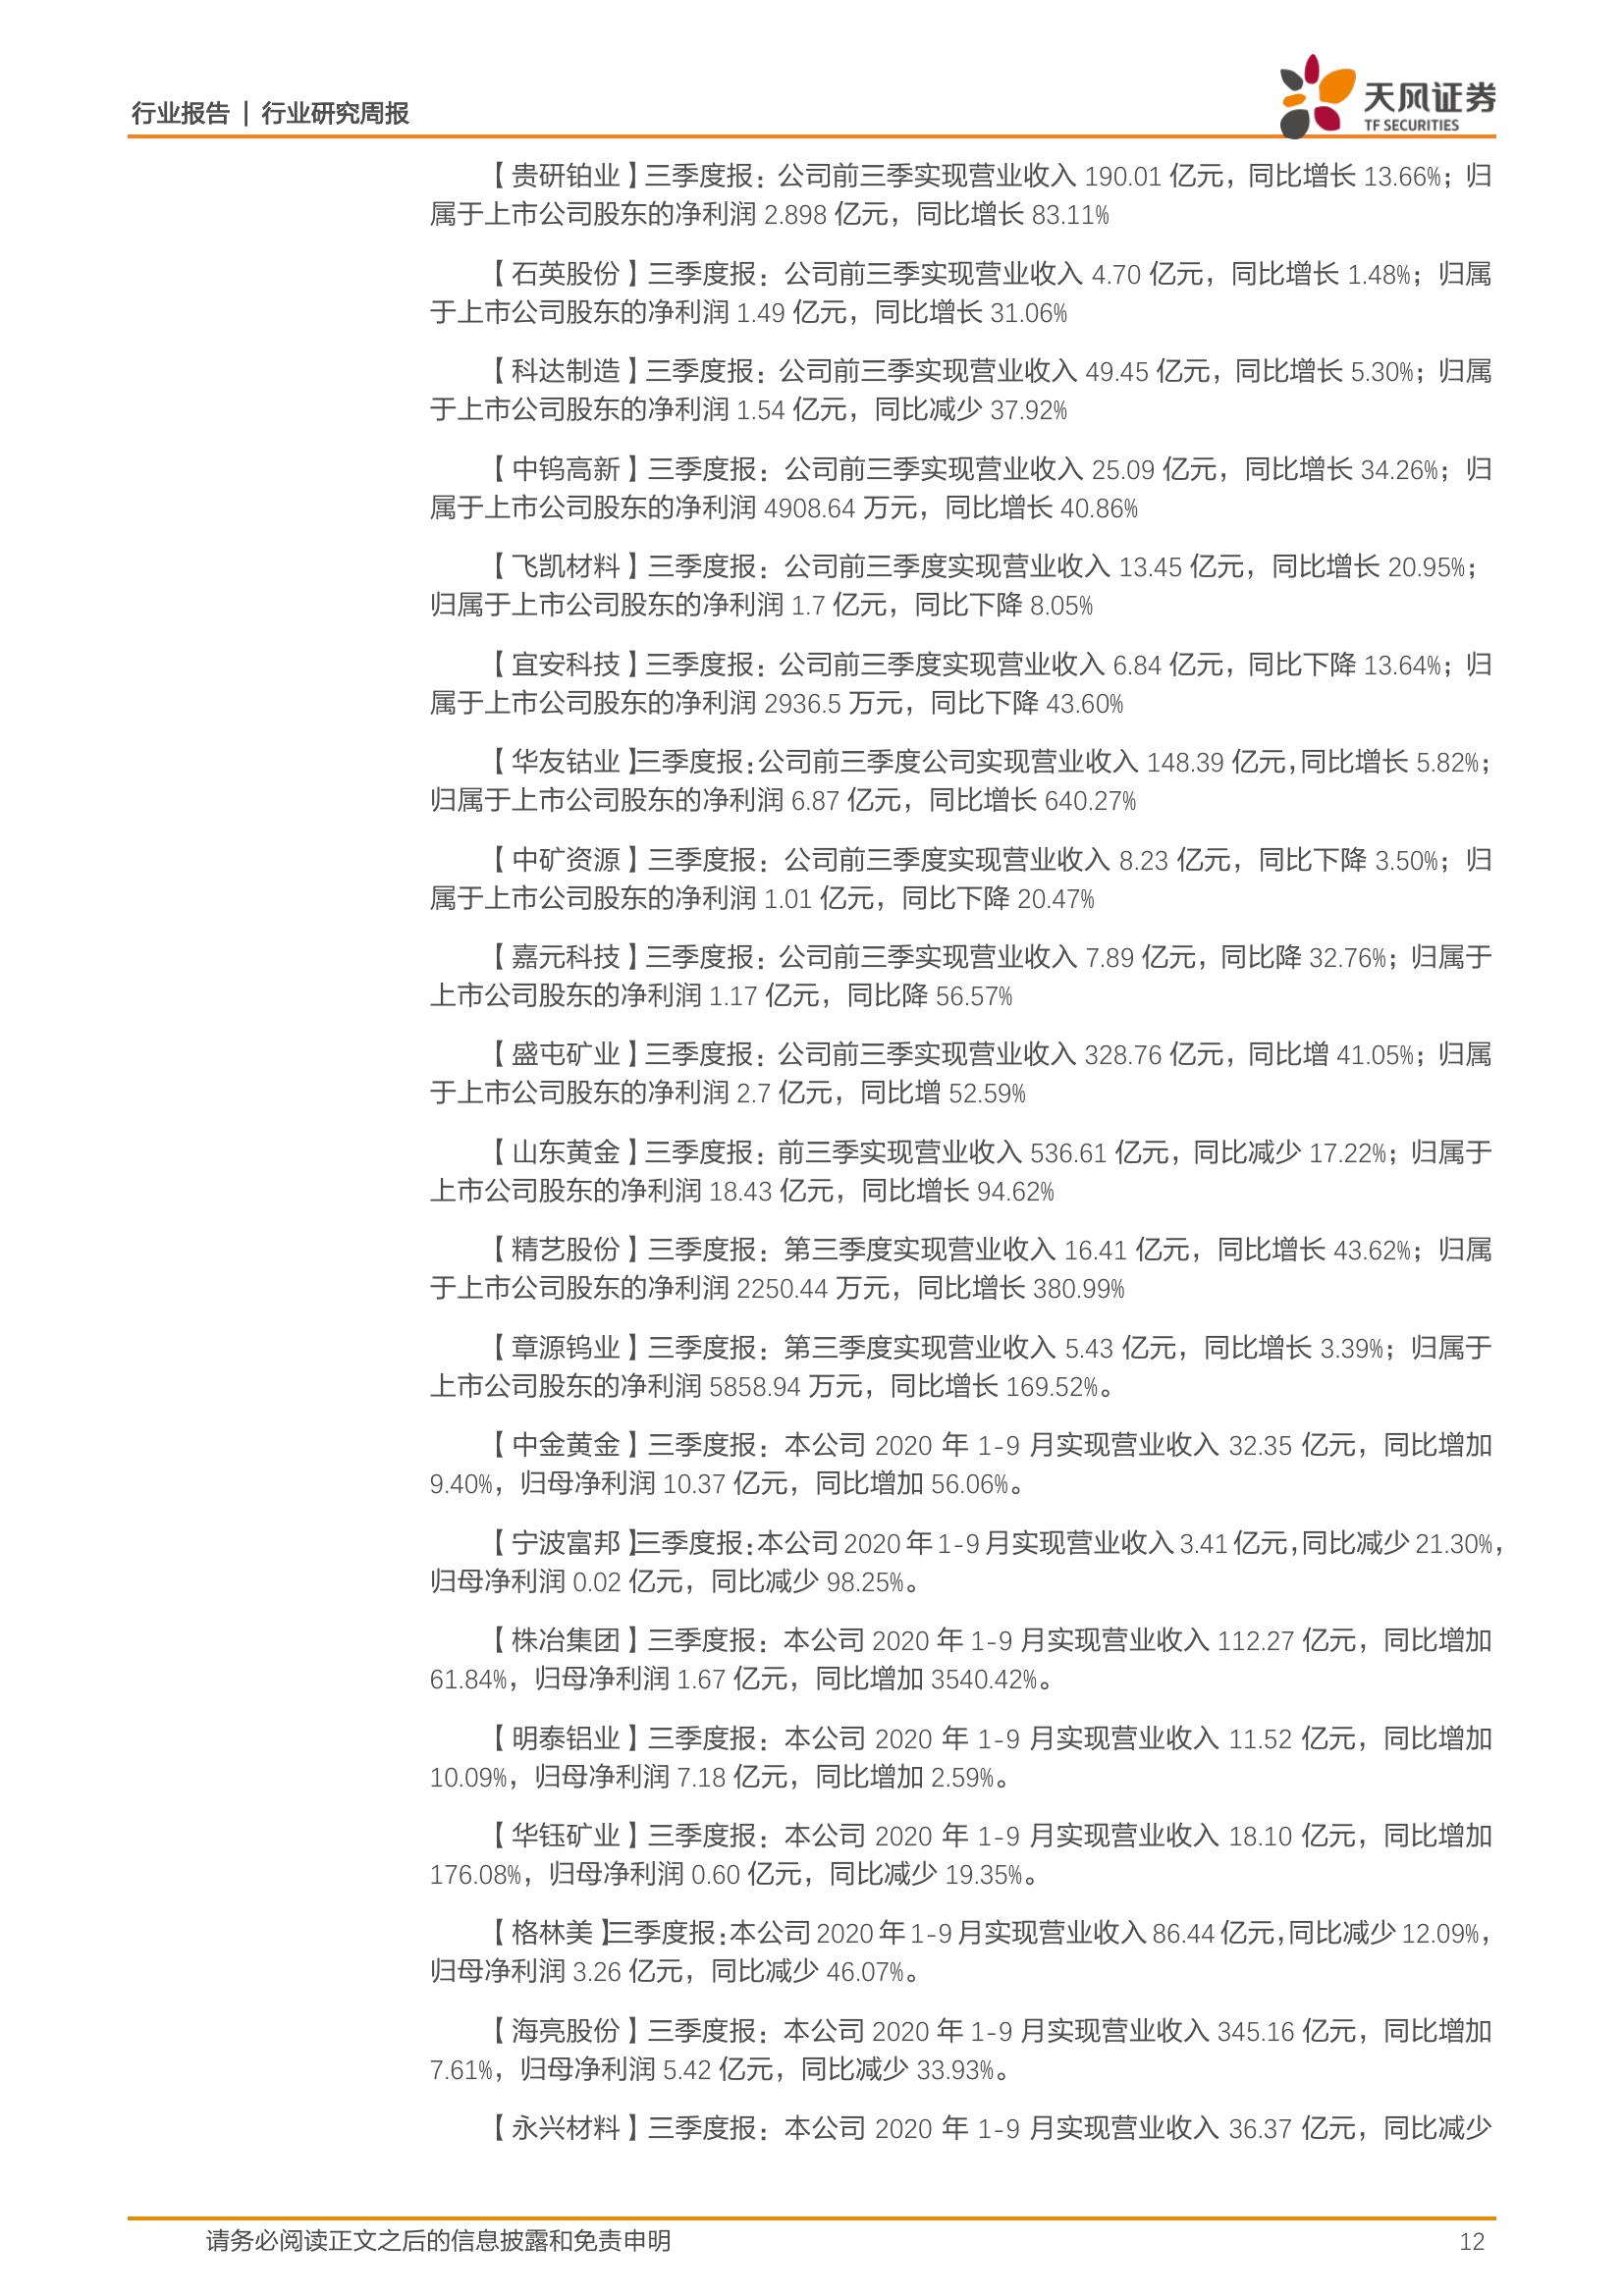 行业报告 | 行业研究周报
天风证券
TF SECURITIES
【贵研铂业】三季度报：公司前三季实现营业收入 190.01 亿元，同比增长 13.66%；归
属于上市公司股东的净利润 2.898 亿元，同比增长 83.11%
【石英股份】三季度报：公司前三季实现营业收入 4.70 亿元，同比增长 1.48%；归属
于上市公司股东的净利润 1.49 亿元，同比增长 31.06%
【科达制造】三季度报：公司前三季实现营业收入 49.45 亿元，同比增长 5.30%；归属
于上市公司股东的净利润 1.54 亿元，同比减少 37.92%
【中钨高新】三季度报：公司前三季实现营业收入 25.09 亿元，同比增长 34.26%；归
属于上市公司股东的净利润 4908.64 万元，同比增长 40.86%
【飞凯材料】三季度报：公司前三季度实现营业收入 13.45 亿元，同比增长 20.95%；
归属于上市公司股东的净利润 1.7 亿元，同比下降 8.05%
【宜安科技】三季度报：公司前三季度实现营业收入 6.84 亿元，同比下降 13.64%；归
属于上市公司股东的净利润 2936.5 万元，同比下降 43.60%
【华友钴业】三季度报：公司前三季度公司实现营业收入 148.39 亿元，同比增长 5.82%；
归属于上市公司股东的净利润 6.87 亿元，同比增长 640.27%
【中矿资源】三季度报：公司前三季度实现营业收入 8.23 亿元，同比下降 3.50%；归
属于上市公司股东的净利润 1.01 亿元，同比下降 20.47%
【嘉元科技】三季度报：公司前三季实现营业收入 7.89 亿元，同比降 32.76%；归属于
上市公司股东的净利润 1.17 亿元，同比降 56.57%
【盛屯矿业】三季度报：公司前三季实现营业收入 328.76 亿元，同比增 41.05%；归属
于上市公司股东的净利润 2.7 亿元，同比增 52.59%
【山东黄金】三季度报：前三季实现营业收入 536.61 亿元，同比减少 17.22%；归属于
上市公司股东的净利润 18.43 亿元，同比增长 94.62%
【精艺股份】三季度报：第三季度实现营业收入 16.41 亿元，同比增长 43.62%；归属
于上市公司股东的净利润 2250.44 万元，同比增长 380.99%
【章源钨业】三季度报：第三季度实现营业收入 5.43 亿元，同比增长 3.39%；归属于
上市公司股东的净利润 5858.94 万元，同比增长 169.52%。
【中金黄金】三季度报：本公司 2020 年 1-9 月实现营业收入 32.35 亿元，同比增加
9.40%，归母净利润 10.37 亿元，同比增加 56.06%。
【宁波富邦】三季度报：本公司 2020 年 1-9 月实现营业收入 3.41 亿元，同比减少 21.30%，
归母净利润 0.02 亿元，同比减少 98.25%。
【株冶集团】三季度报：本公司 2020 年 1-9 月实现营业收入 112.27 亿元，同比增加
61.84%，归母净利润 1.67 亿元，同比增加 3540.42%。
【明泰铝业】三季度报：本公司 2020 年 1-9 月实现营业收入 11.52 亿元，同比增加
10.09%，归母净利润 7.18 亿元，同比增加 2.59%。
【华钰矿业】三季度报：本公司 2020 年 1-9 月实现营业收入 18.10 亿元，同比增加
176.08%，归母净利润 0.60 亿元，同比减少 19.35%。
【格林美】三季度报：本公司 2020 年 1-9 月实现营业收入 86.44 亿元，同比减少 12.09%，
归母净利润 3.26 亿元，同比减少 46.07%。
【海亮股份】三季度报：本公司 2020 年 1-9 月实现营业收入 345.16 亿元，同比增加
7.61%，归母净利润 5.42 亿元，同比减少 33.93%。
【永兴材料】三季度报：本公司 2020 年 1-9 月实现营业收入 36.37 亿元，同比减少
请务必阅读正文之后的信息披露和免责申明
12